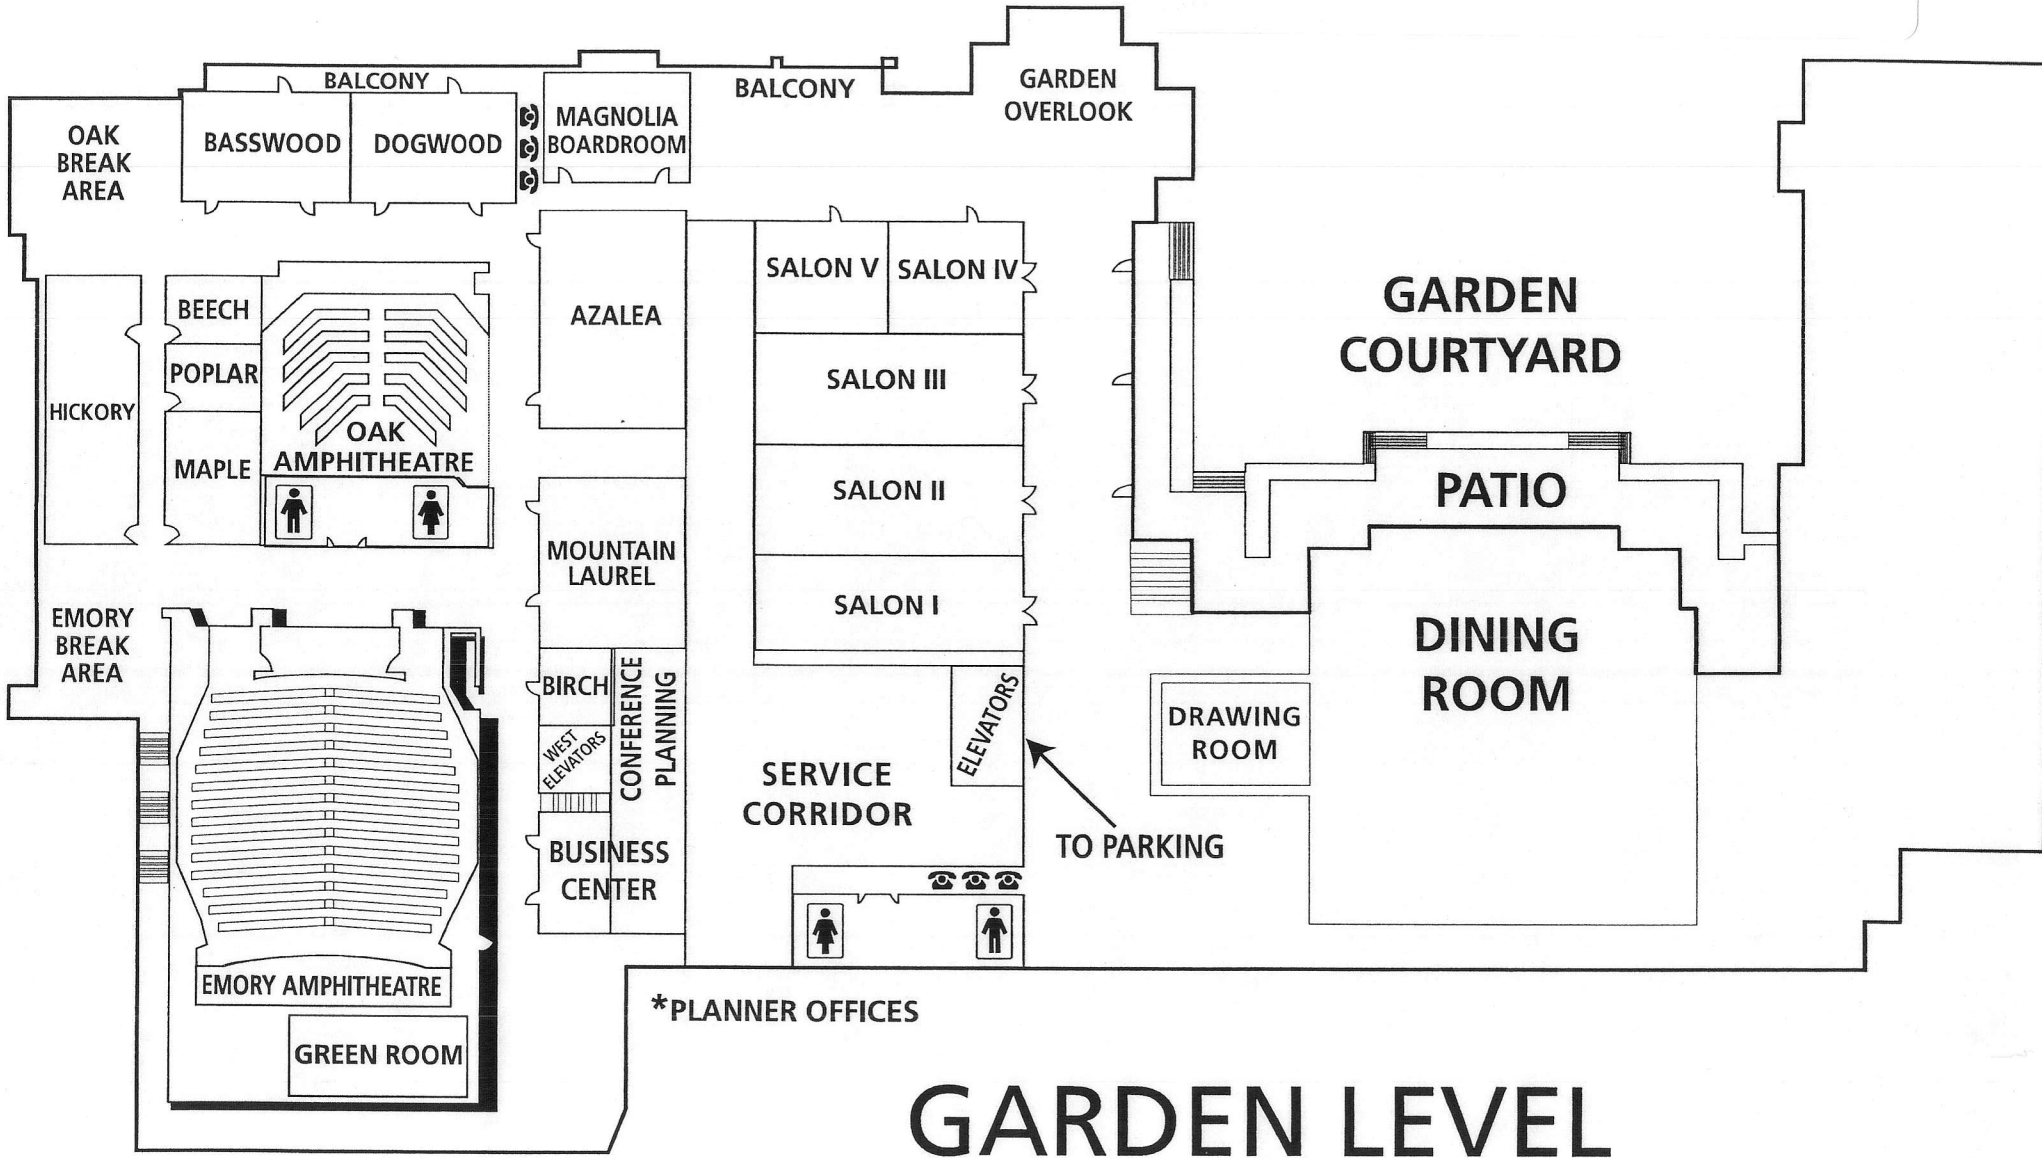 BALCONY
BALCONY
GARDEN
OVERLOOK
OAK
BREAK
AREA
BASSWOOD
DOGWOOD
MAGNOLIA
BOARDROOM
AZALEA
SALON V
SALON IV
BEECH
POPLAR
HICKORY
MAPLE
OAK
AMPHITHEATRE
SALON III
SALON II
SALON I
GARDEN
COURTYARD
PATIO
MOUNTAIN
LAUREL
EMORY
BREAK
AREA
BIRCH
CONFERENCE
PLANNING
WEST
ELEVATORS
ELEVATORS
DINING
ROOM
DRAWING
ROOM
SERVICE
CORRIDOR
TO PARKING
BUSINESS
CENTER
EMORY AMPHITHEATRE
GREEN ROOM
*PLANNER OFFICES
GARDEN LEVEL